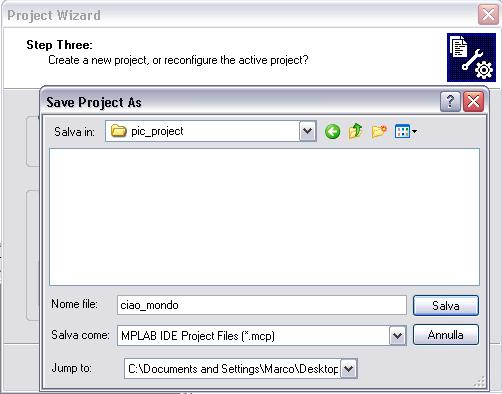 Project Wizard
Step Three:
Create a new project, or reconfigure the active project?
Save Project As
Salva in:
pic_project
Nome file:
ciao_mondo
Salva
Salva come:
MPLAB IDE Project Files (*.mcp)
Annulla
Jump to:
C:\Documents and Settings\Marco\Desktop